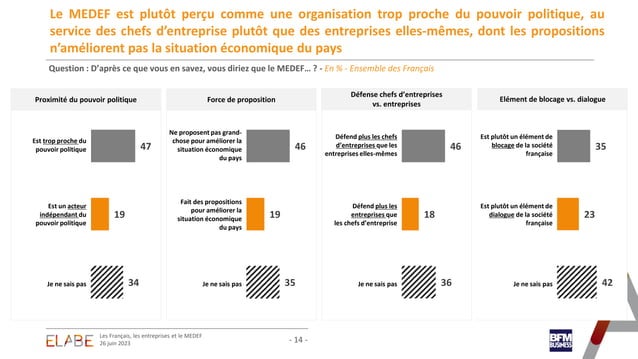 Le MEDEF est plutôt perçu comme une organisation trop proche du pouvoir politique, au
service des chefs d'entreprise plutôt que des entreprises elles-mêmes, dont les propositions
n'améliorent pas la situation économique du pays
Question : D'après ce que vous en savez, vous diriez que le MEDEF… ? - En % - Ensemble des Français
Proximité du pouvoir politique
Est trop proche du
pouvoir politique
47
Est un acteur
indépendant du
pouvoir politique
19
Je ne sais pas
34
Force de proposition
Ne proposent pas grand-
chose pour améliorer la
situation économique
du pays
46
Fait des propositions
pour améliorer la
situation économique
du pays
19
Je ne sais pas
35
Défense chefs d'entreprises
vs. entreprises
Défend plus les chefs
d'entreprises que les
entreprises elles-mêmes
46
Défend plus les
entreprises que
les chefs d'entreprise
18
Je ne sais pas
36
Elément de blocage vs. dialogue
Est plutôt un élément de
blocage de la société
française
35
Est plutôt un élément de
dialogue de la société
française
23
Je ne sais pas
42
ELABE
Les Français, les entreprises et le MEDEF
26 juin 2023
- 14 -
BFM
BUSINESS